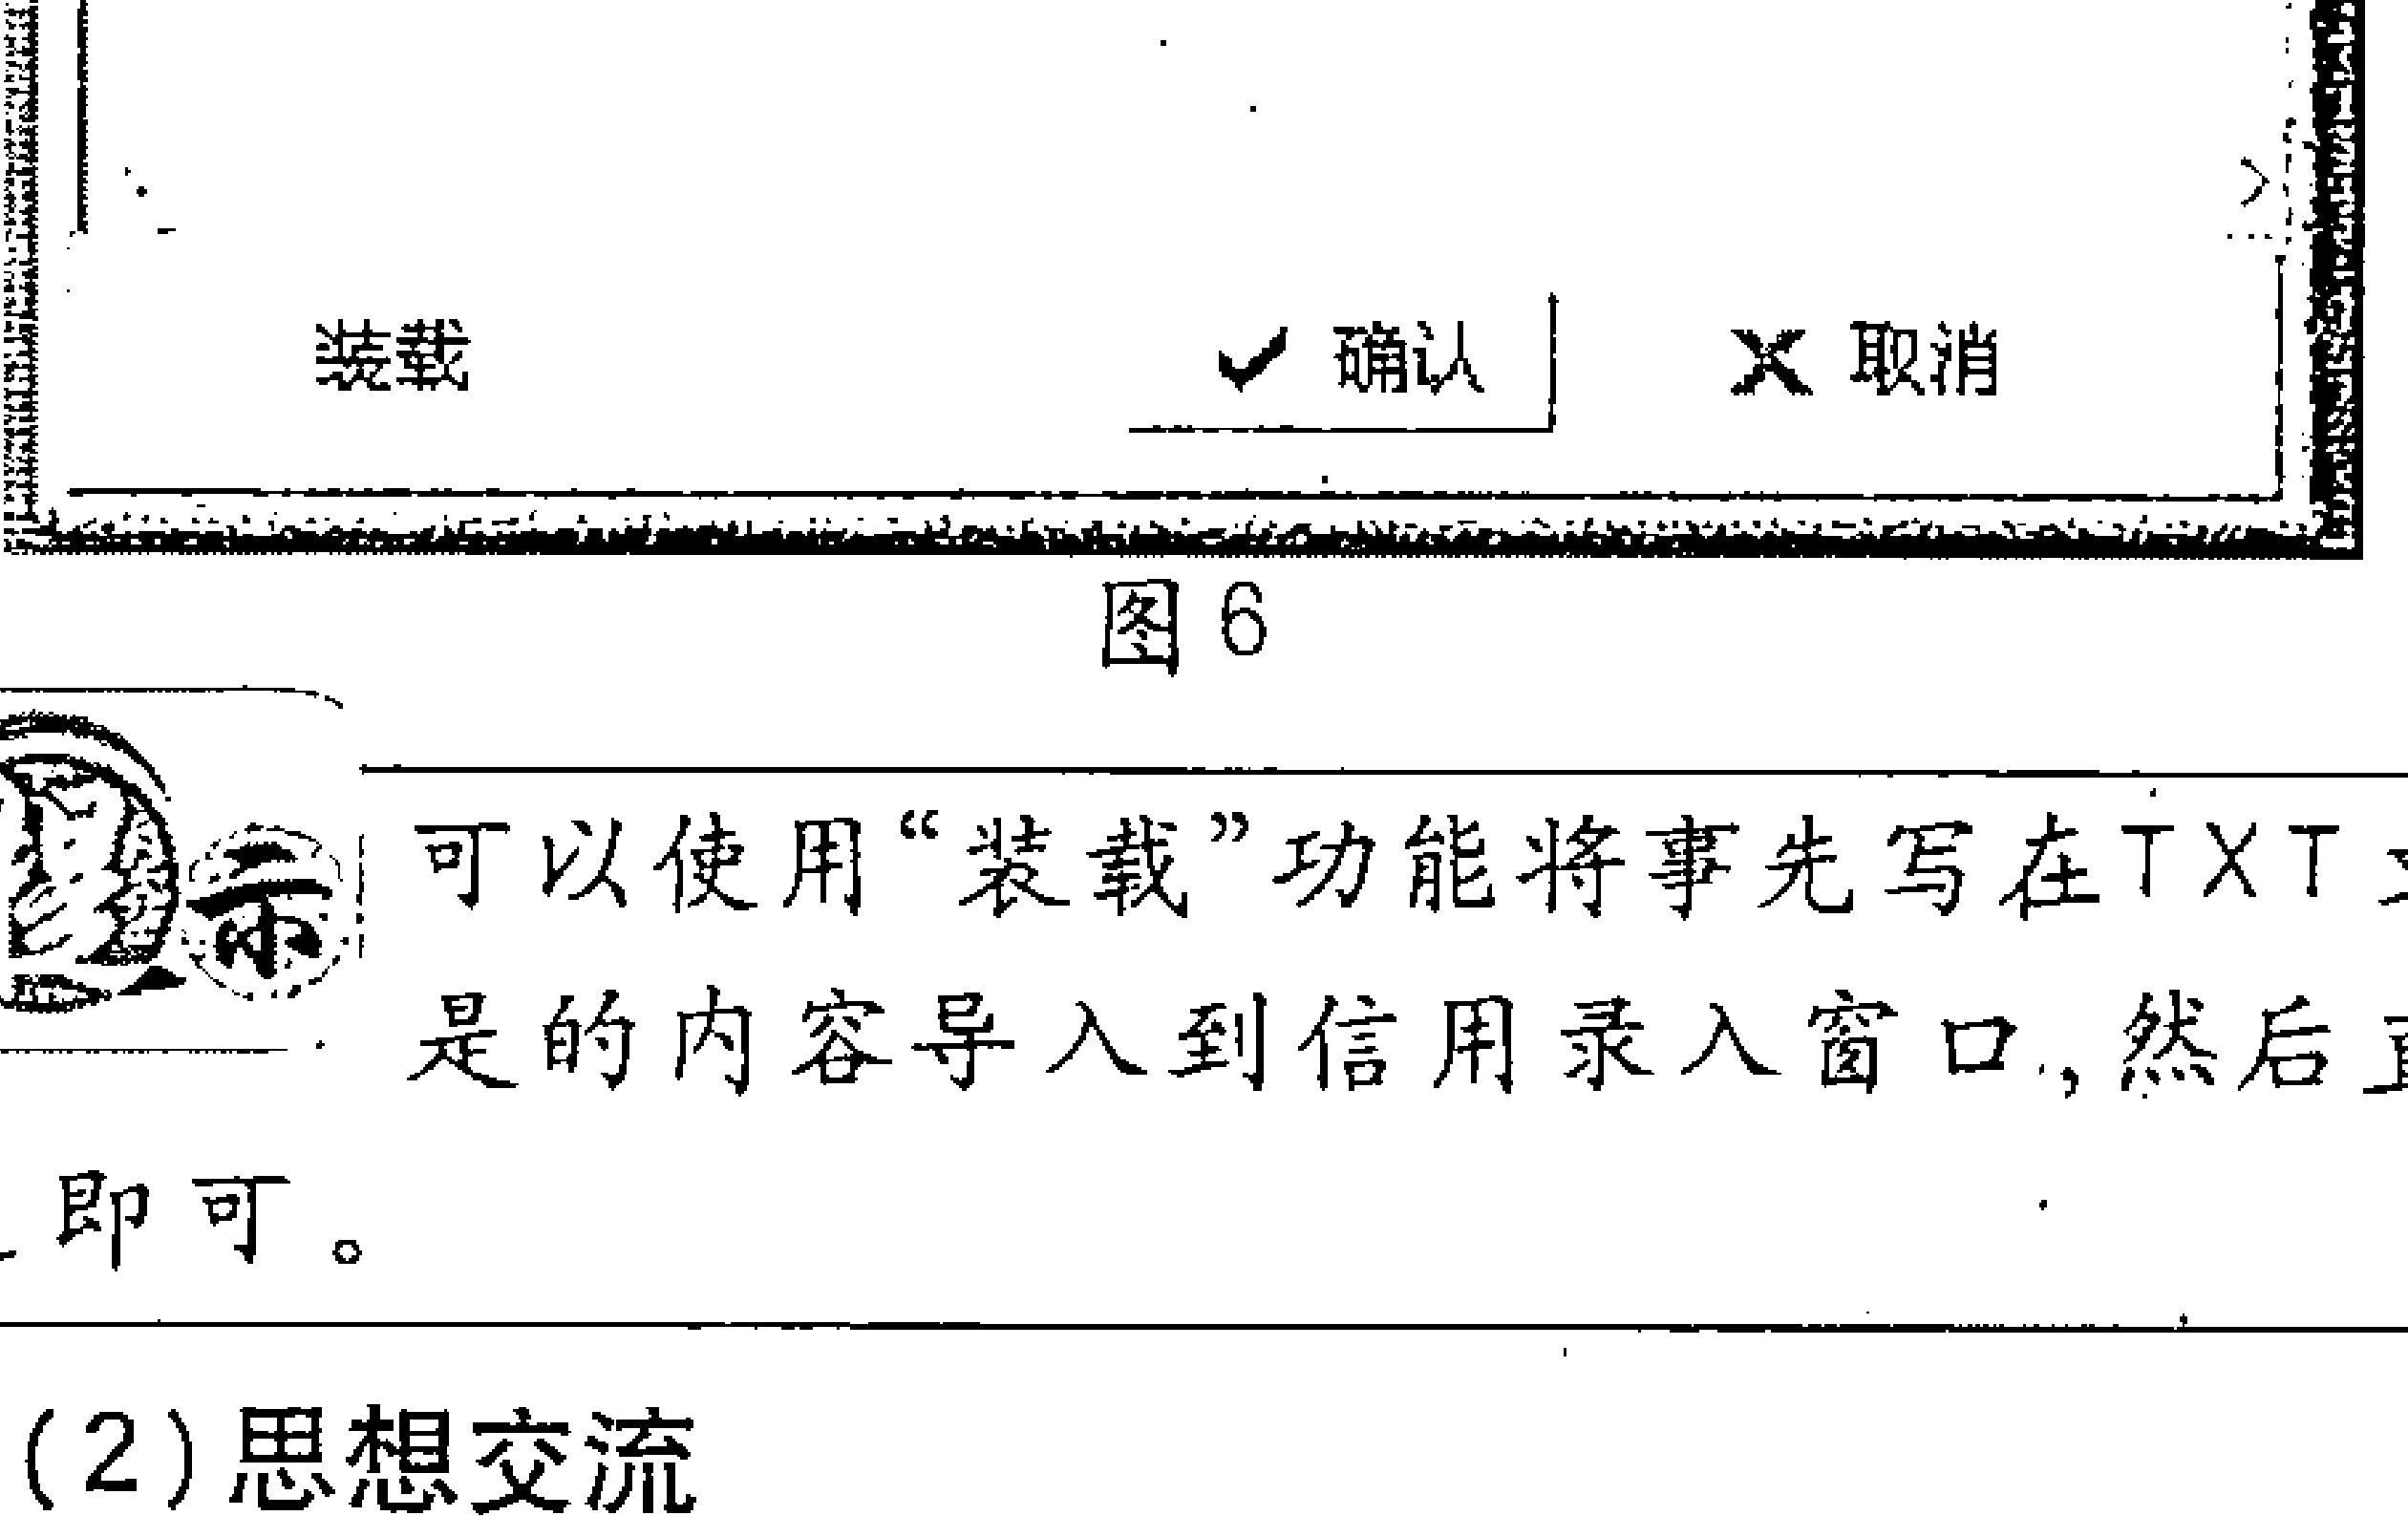 装载 ✔ 确认 ✘ 取消
图 6
示
可以使用“装载”功能将事先写在TXT
是的内容导入到信用录入窗口,然后
即可。
(2)思想交流